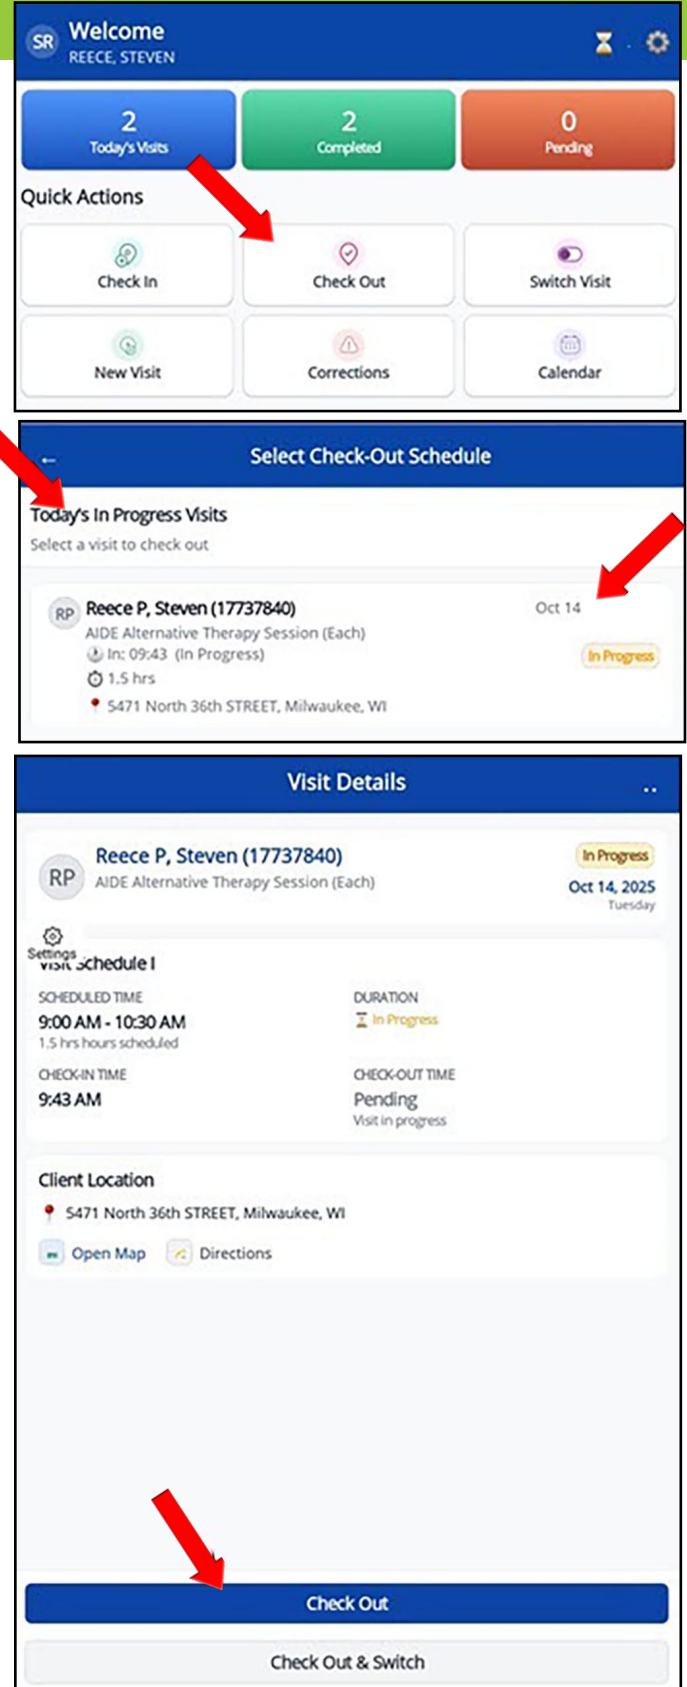 SR
Welcome
REECE, STEVEN
2
Today's Visits
2
Completed
0
Pending
Quick Actions
Check In
Check Out
Switch Visit
New Visit
Corrections
Calendar
Select Check-Out Schedule
Today's In Progress Visits
Select a visit to check out
RP
Reece P, Steven (17737840)
Oct 14
AIDE Alternative Therapy Session (Each)
In: 09:43 (In Progress)
In Progress
1.5 hrs
5471 North 36th STREET, Milwaukee, WI
Visit Details
RP
Reece P, Steven (17737840)
In Progress
AIDE Alternative Therapy Session (Each)
Oct 14, 2025
Tuesday
Settings
Visit Schedule I
SCHEDULED TIME
DURATION
9:00 AM - 10:30 AM
In Progress
1.5 hrs hours scheduled
CHECK-IN TIME
CHECK-OUT TIME
9:43 AM
Pending
Visit in progress
Client Location
5471 North 36th STREET, Milwaukee, WI
Open Map
Directions
Check Out
Check Out & Switch